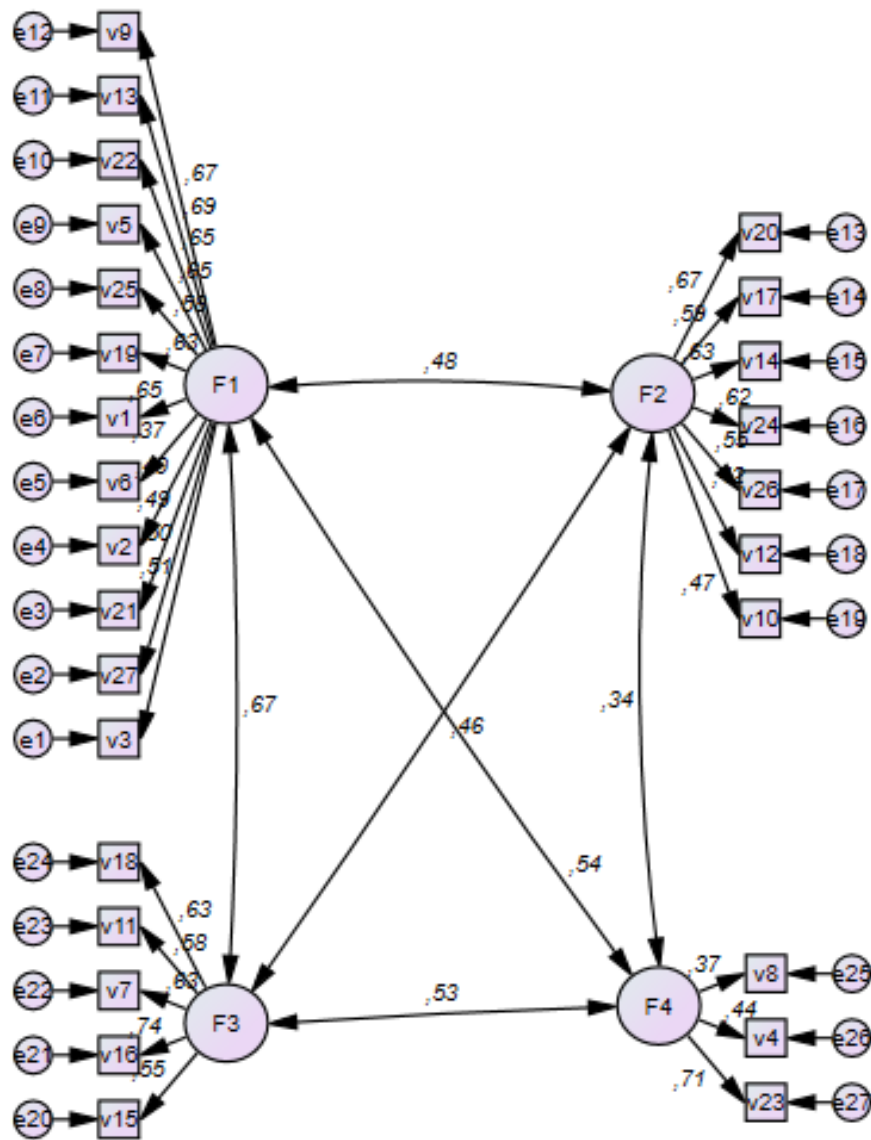 e12 v9
e11 v13
e10 v22
e9 v5
e8 v25
e7 v19
e6 v1
e5 v6
e4 v2
e3 v21
e2 v27
e1 v3
,67
,69
,65
,65
,63
,65
,37
,49
,51
F1
,48
F2
v20 e13
v17 e14
v14 e15
v24 e16
v26 e17
v12 e18
v10 e19
,67
,59
,63
,62
,47
,67
,46
,34
,54
e24 v18
e23 v11
e22 v7
e21 v16
e20 v15
,63
,58
,63
,74
,55
F3
,53
F4
,37
,44
,71
v8 e25
v4 e26
v23 e27